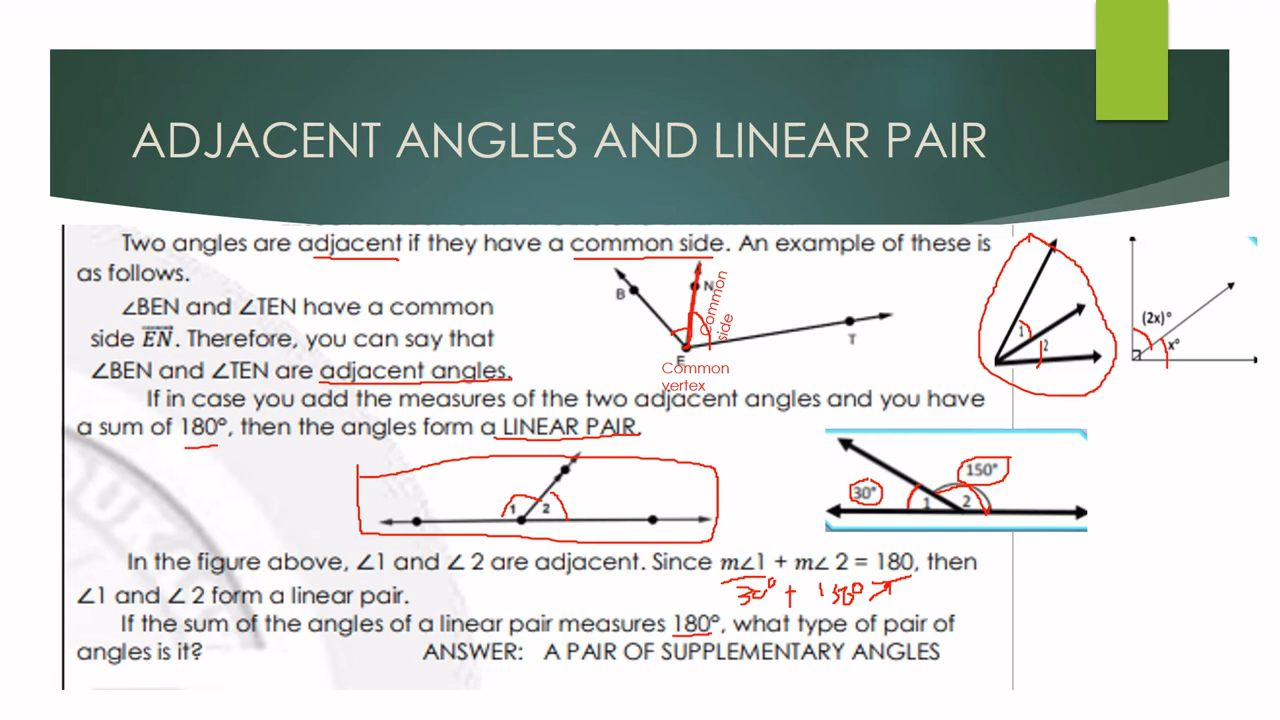 ADJACENT ANGLES AND LINEAR PAIR
Two angles are adjacent if they have a common side. An example of these is
as follows.
∠BEN and ∠TEN have a common
side EN. Therefore, you can say that
∠BEN and ∠TEN are adjacent angles.
B
N
E
T
Common
side
Common
vertex
1
2
(2x)°
x°
If in case you add the measures of the two adjacent angles and you have
a sum of 180°, then the angles form a LINEAR PAIR.
1 2
30°
150°
1 2
In the figure above, ∠1 and ∠ 2 are adjacent. Since m∠1 + m∠ 2 = 180, then
30° + 150°
∠1 and ∠ 2 form a linear pair.
If the sum of the angles of a linear pair measures 180°, what type of pair of
angles is it? ANSWER: A PAIR OF SUPPLEMENTARY ANGLES